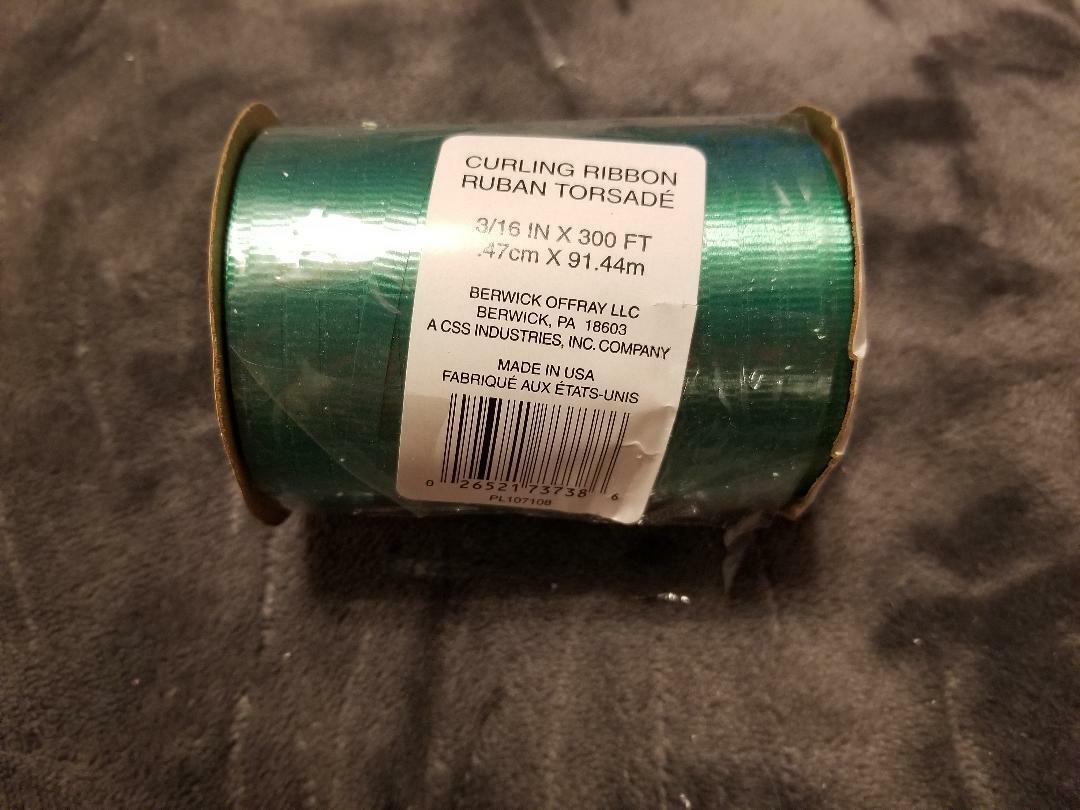 CURLING RIBBON
RUBAN TORSADÉ
3/16 IN X 300 FT
.47cm X 91.44m
BERWICK OFFRAY LLC
BERWICK, PA 18603
A CSS INDUSTRIES, INC. COMPANY
MADE IN USA
FABRIQUÉ AUX ÉTATS-UNIS
0 26521 73738 6
PL107108